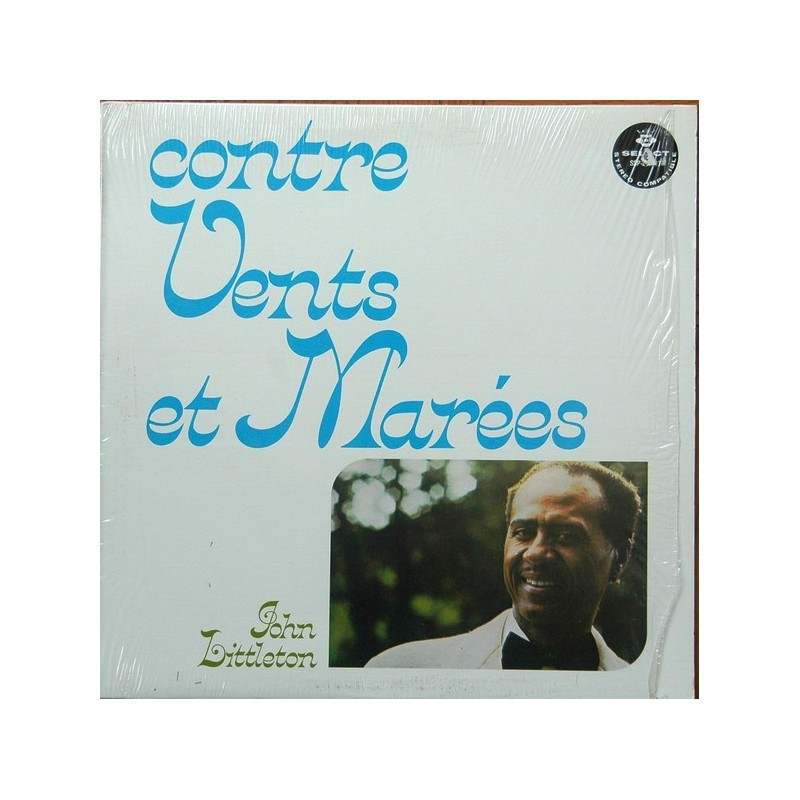 contre
Vents
et Marées
John
Littleton
SELECT
STEREO COMPATIBLE